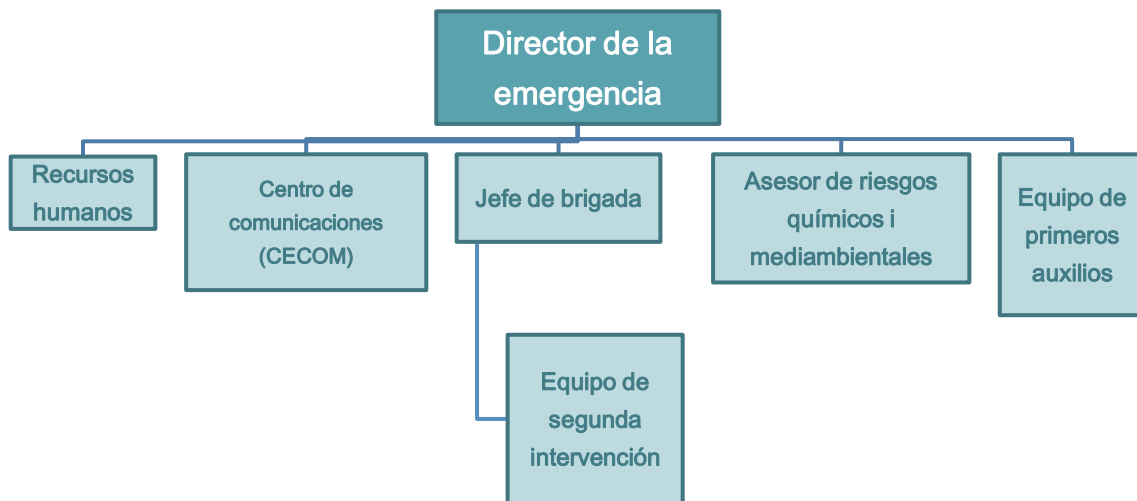 Director de la
emergencia
Recursos
humanos
Centro de
comunicaciones
(CECOM)
Jefe de brigada
Asesor de riesgos
químicos i
mediambientales
Equipo de
primeros
auxilios
Equipo de
segunda
intervención